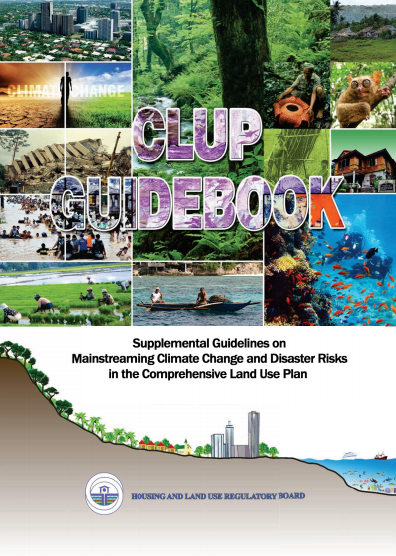 CLIMATE CHANGE
CLUP
GUIDEBOOK
Supplemental Guidelines on
Mainstreaming Climate Change and Disaster Risks
in the Comprehensive Land Use Plan
HOUSING AND LAND USE REGULATORY BOARD